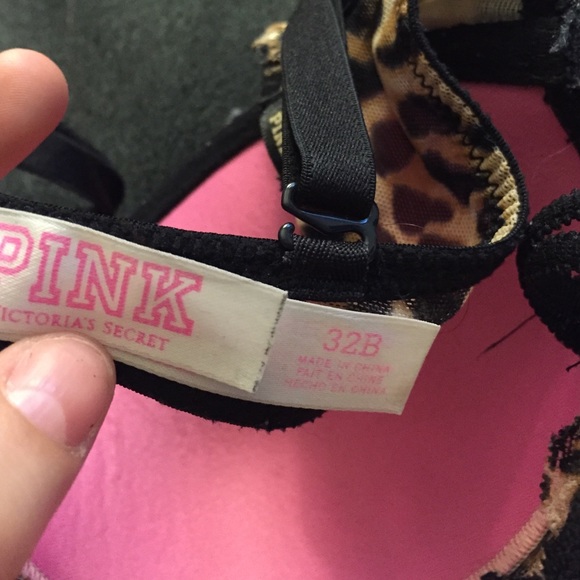 PINK
VICTORIA'S SECRET
32B
MADE IN CHINA
FAIT EN CHINE
HECHO EN CHINA